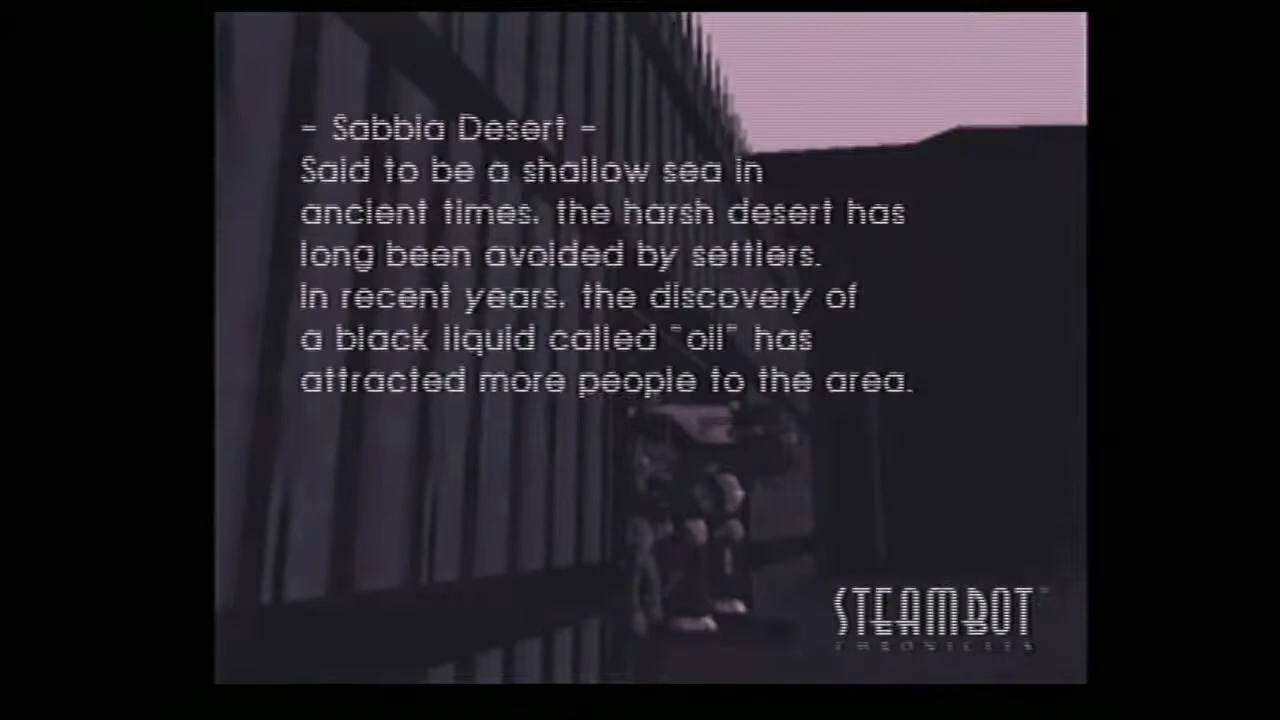 - Sabbia Desert -
Said to be a shallow sea in
ancient times, the harsh desert has
long been avoided by settlers.
In recent years, the discovery of
a black liquid called "oil" has
attracted more people to the area.
STEAMBOT
CHRONICLES